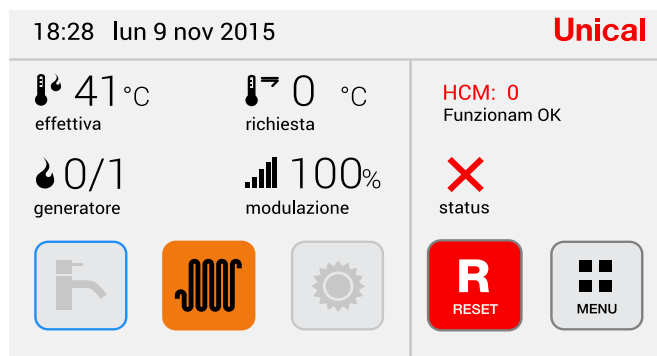 18:28 lun 9 nov 2015
Unical
41 °C
effettiva
0 °C
richiesta
HCM: 0
Funzionam OK
0/1
generatore
100%
modulazione
status
R
RESET
MENU